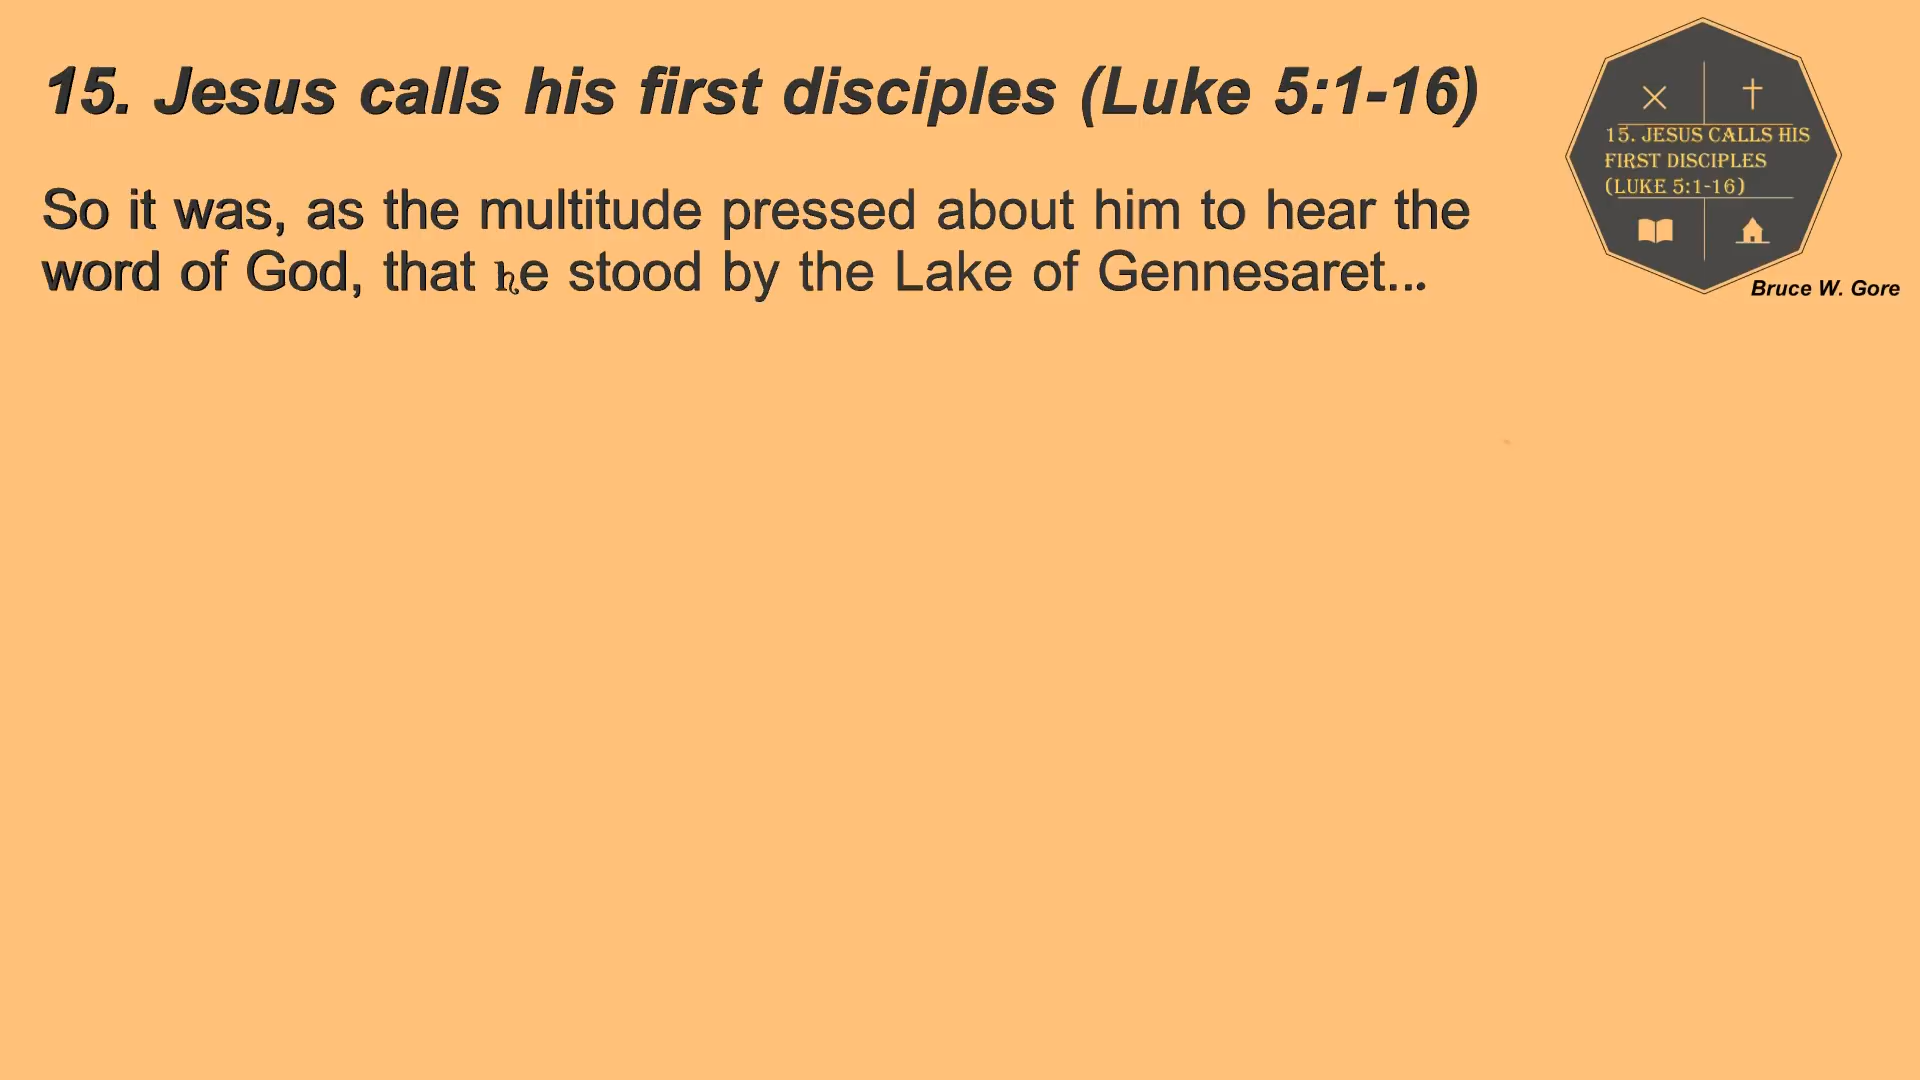 15. Jesus calls his first disciples (Luke 5:1-16)
So it was, as the multitude pressed about him to hear the
word of God, that ꜧe stood by the Lake of Gennesaret...
15. JESUS CALLS HIS
FIRST DISCIPLES
(LUKE 5:1-16)
Bruce W. Gore